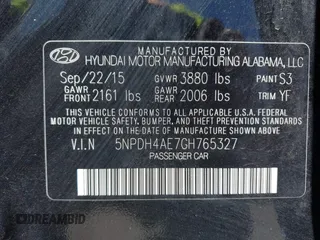 MANUFACTURED BY
HYUNDAI MOTOR MANUFACTURING ALABAMA, LLC
Sep/22/15 GVWR 3880 lbs PAINT S3
GAWR FRONT 2161 lbs GAWR REAR 2006 lbs TRIM YF
THIS VEHICLE CONFORMS TO ALL APPLICABLE FEDERAL
MOTOR VEHICLE SAFETY, BUMPER, AND THEFT PREVENTION
STANDARDS IN EFFECT ON THE DATE OF MANUFACTURE
SHOWN ABOVE.
V.I.N 5NPDH4AE7GH765327
PASSENGER CAR
© RIDEAMBID